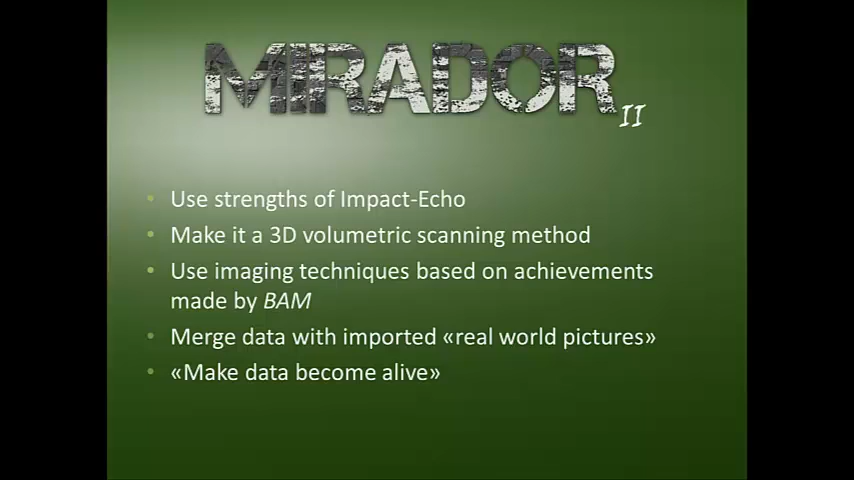 MIRADOR
II
• Use strengths of Impact-Echo
• Make it a 3D volumetric scanning method
• Use imaging techniques based on achievements
made by BAM
• Merge data with imported «real world pictures»
• «Make data become alive»